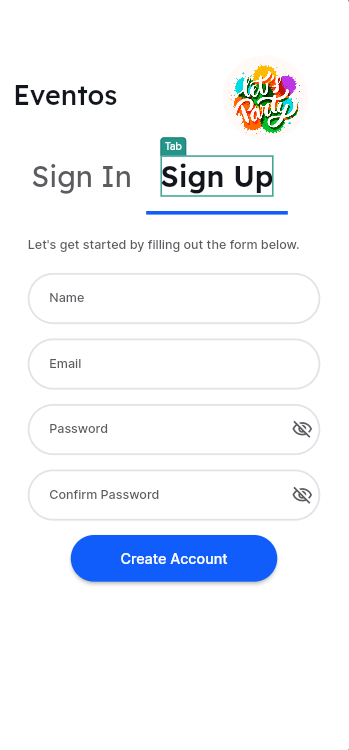 Eventos
let's
Party
Tab
Sign In
Sign Up
Let's get started by filling out the form below.
Name
Email
Password
Confirm Password
Create Account